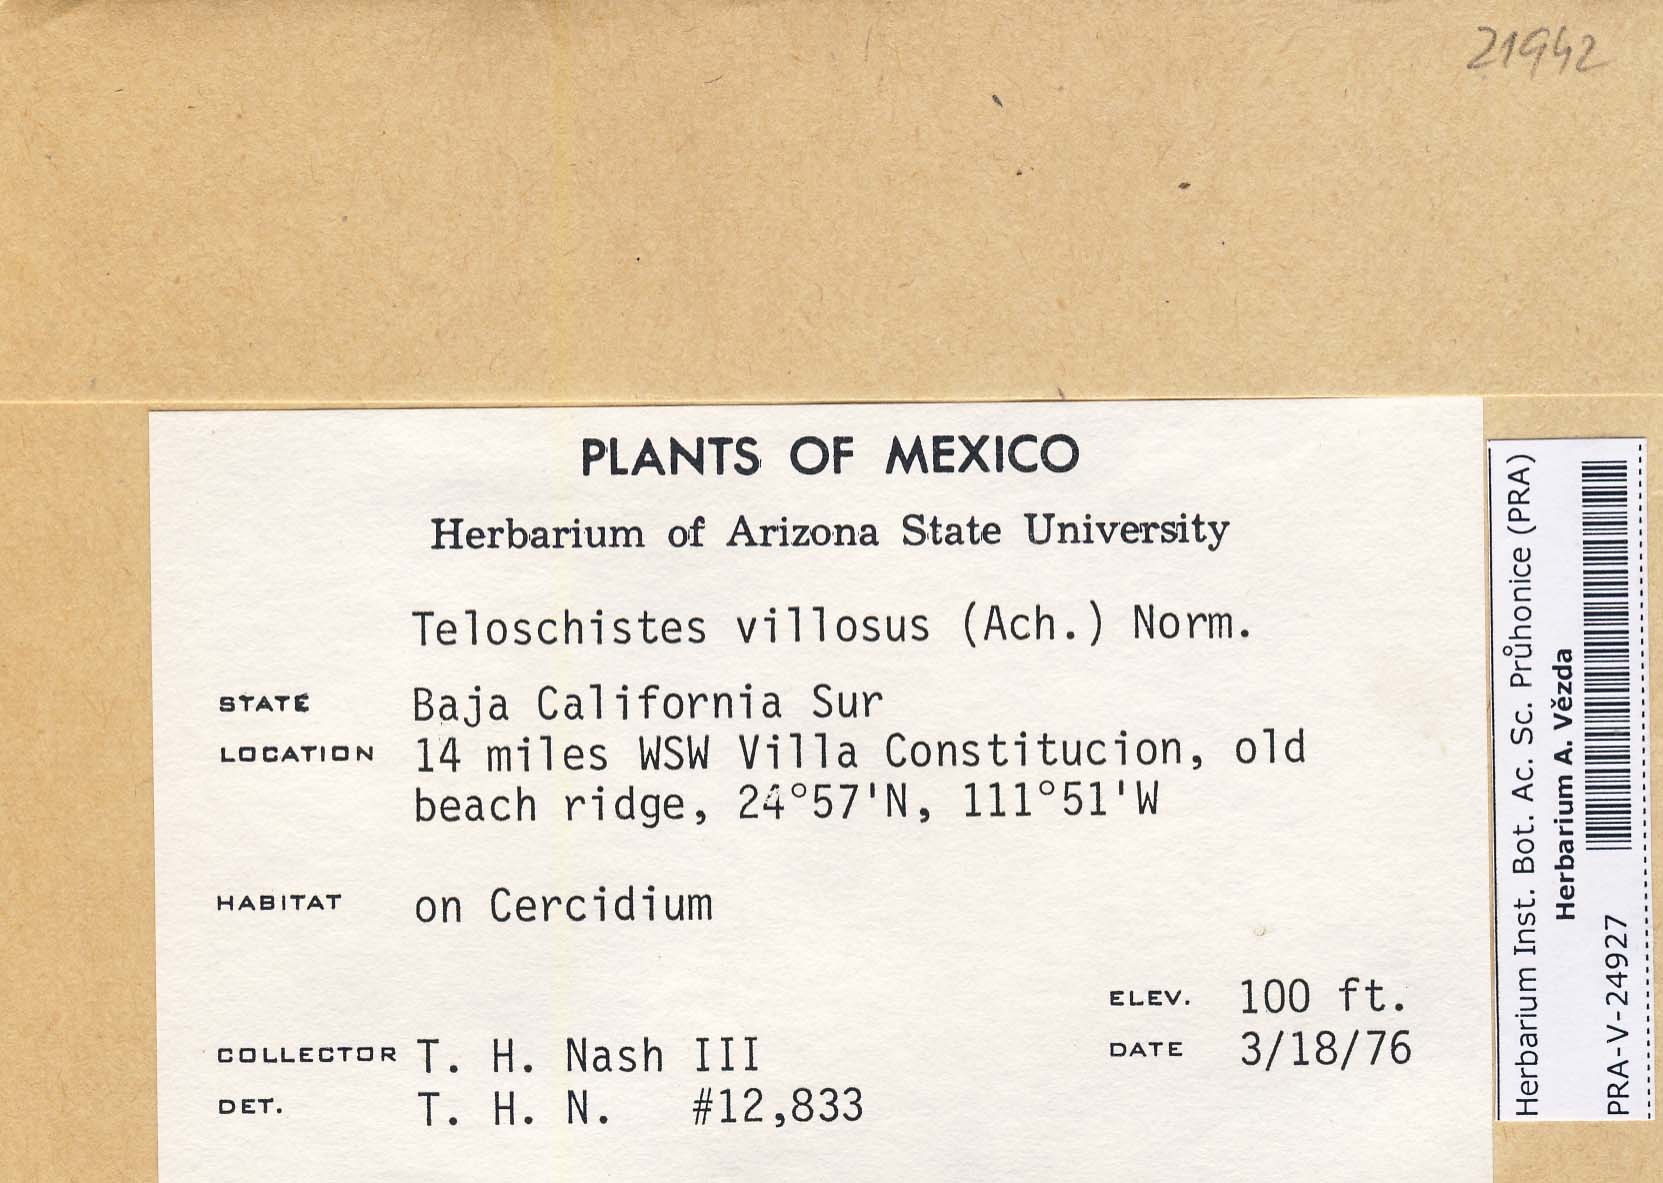 21942
PLANTS OF MEXICO
Herbarium of Arizona State University
Teloschistes villosus (Ach.) Norm.
STATE Baja California Sur
LOCATION 14 miles WSW Villa Constitucion, old
beach ridge, 24°57'N, 111°51'W
HABITAT on Cercidium
ELEV. 100 ft.
COLLECTOR T. H. Nash III DATE 3/18/76
DET. T. H. N. #12,833
Herbarium Inst. Bot. Ac. Sc. Průhonice (PRA)
Herbarium A. Vězda
PRA-V-24927